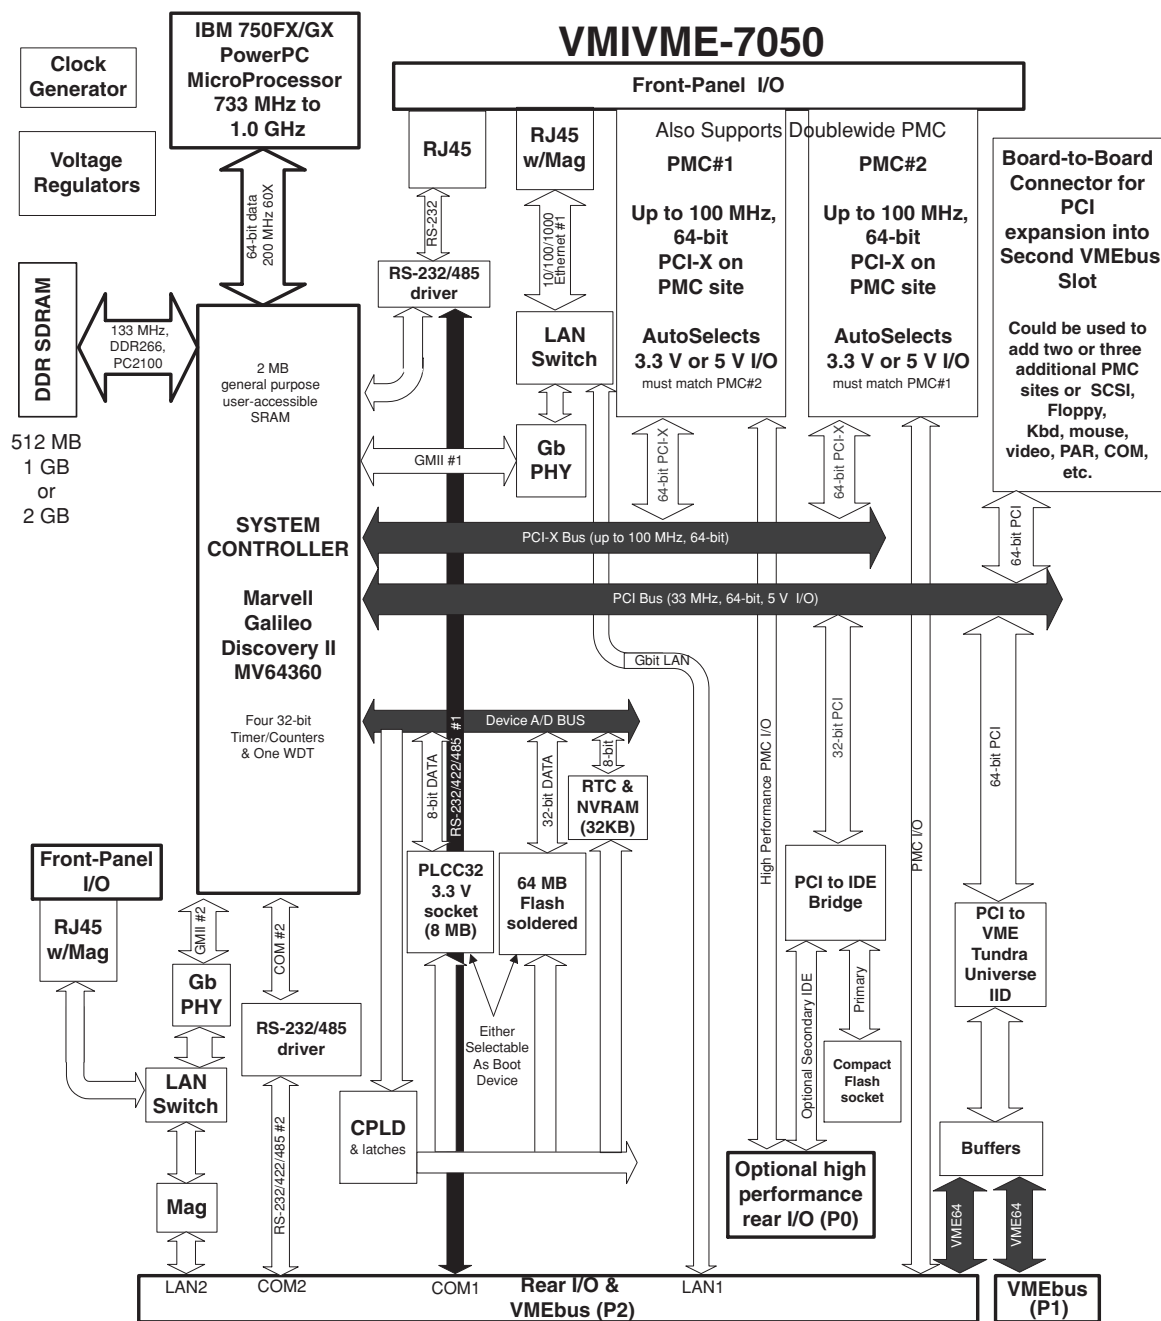 VMIVME-7050
Clock
Generator
Voltage
Regulators
IBM 750FX/GX
PowerPC
MicroProcessor
733 MHz to
1.0 GHz
64-bit data
200 MHz 60X
DDR SDRAM
133 MHz,
DDR266,
PC2100
512 MB
1 GB
or
2 GB
2 MB
general purpose
user-accessible
SRAM
SYSTEM
CONTROLLER
Marvell
Galileo
Discovery II
MV64360
Four 32-bit
Timer/Counters
& One WDT
Front-Panel I/O
RJ45
RS-232
RS-232/485
driver
RJ45
w/Mag
10/100/1000
Ethernet #1
LAN
Switch
Gb
PHY
GMII #1
Also Supports Doublewide PMC
PMC#1
Up to 100 MHz,
64-bit
PCI-X on
PMC site
AutoSelects
3.3 V or 5 V I/O
must match PMC#2
64-bit PCI-X
PMC#2
Up to 100 MHz,
64-bit
PCI-X on
PMC site
AutoSelects
3.3 V or 5 V I/O
must match PMC#1
64-bit PCI-X
Board-to-Board
Connector for
PCI
expansion into
Second VMEbus
Slot
Could be used to
add two or three
additional PMC
sites or SCSI,
Floppy,
Kbd, mouse,
video, PAR, COM,
etc.
64-bit PCI
PCI-X Bus (up to 100 MHz, 64-bit)
PCI Bus (33 MHz, 64-bit, 5 V I/O)
Gbit LAN
Device A/D BUS
8-bit DATA
RS-232/422/485 #1
32-bit DATA
8-bit
RTC &
NVRAM
(32KB)
High Performance PMC I/O
32-bit PCI
PMC I/O
64-bit PCI
PLCC32
3.3 V
socket
(8 MB)
64 MB
Flash
soldered
Either
Selectable
As Boot
Device
PCI to IDE
Bridge
Optional Secondary IDE
Primary
Compact
Flash
socket
PCI to
VME
Tundra
Universe
IID
Buffers
VME64
VME64
Front-Panel
I/O
RJ45
w/Mag
GMII #2
Gb
PHY
COM #2
RS-232/485
driver
LAN
Switch
RS-232/422/485 #2
Mag
CPLD
& latches
Optional high
performance
rear I/O (P0)
LAN2
COM2
COM1
Rear I/O &
VMEbus (P2)
LAN1
VMEbus
(P1)